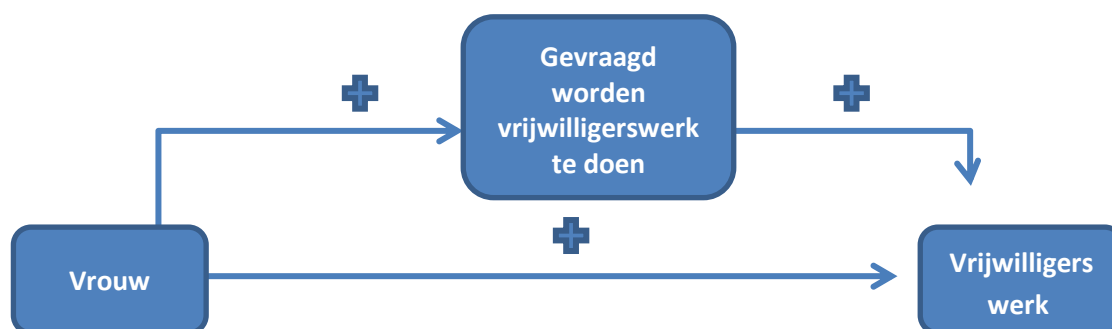 Gevraagd
worden
vrijwilligerswerk
te doen
Vrouw
Vrijwilligers
werk